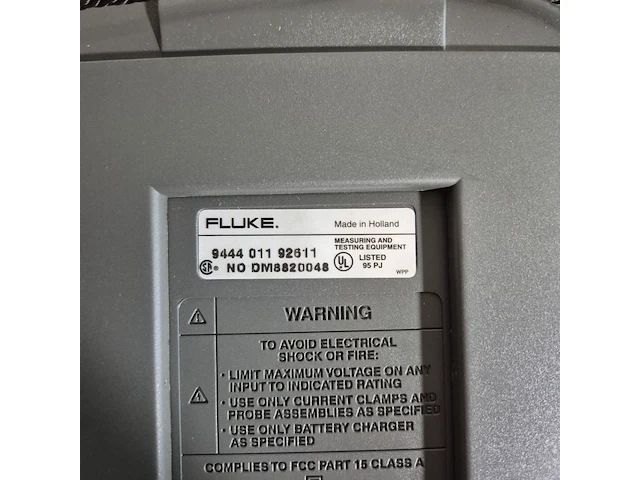 FLUKE.
Made in Holland
9444 011 92611
MEASURING AND
TESTING EQUIPMENT
NO DM8820048
UL
LISTED
95 PJ
WPP
WARNING
TO AVOID ELECTRICAL
SHOCK OR FIRE:
· LIMIT MAXIMUM VOLTAGE ON ANY
INPUT TO INDICATED RATING
· USE ONLY CURRENT CLAMPS AND
PROBE ASSEMBLIES AS SPECIFIED
· USE ONLY BATTERY CHARGER
AS SPECIFIED
COMPLIES TO FCC PART 15 CLASS A